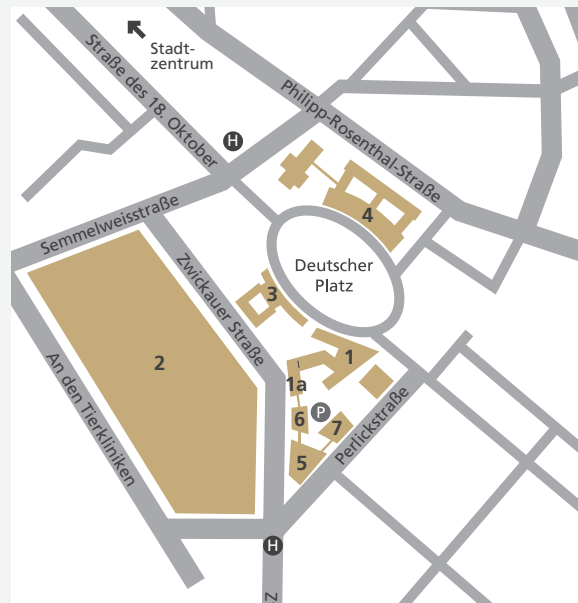 Stadt-
zentrum
Straße des 18. Oktober
Philipp-Rosenthal-Straße
H
Semmelweisstraße
4
Deutscher
Platz
Zwickauer Straße
3
2
1
1a
An den Tierkliniken
P
6
7
Perlickstraße
5
H
Z